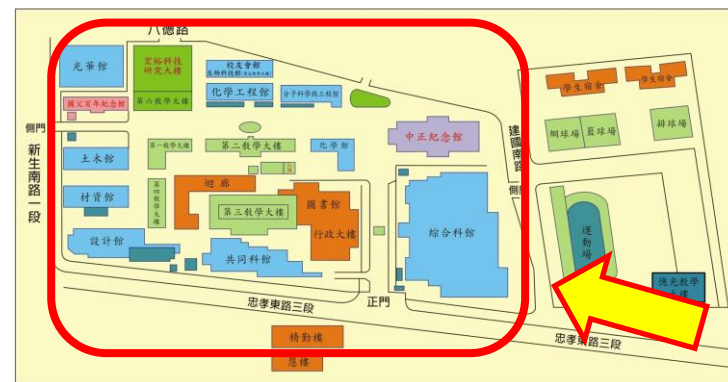 八德路
光華館
宏裕科技
研究大樓
第六教學大樓
校友會館
化學工程館
分子科學與工程館
國父百年紀念館
側門
新生南路一段
土木館
第一教學大樓
第二教學大樓
化學館
中正紀念館
建國南路
側門
學生宿舍
學生宿舍
網球場
籃球場
排球場
材資館
第四教學大樓
迴廊
圖書館
第三教學大樓
行政大樓
綜合科館
運動場
設計館
共同科館
正門
忠孝東路三段
忠孝東路三段
億光教學
精勤樓
慧樓